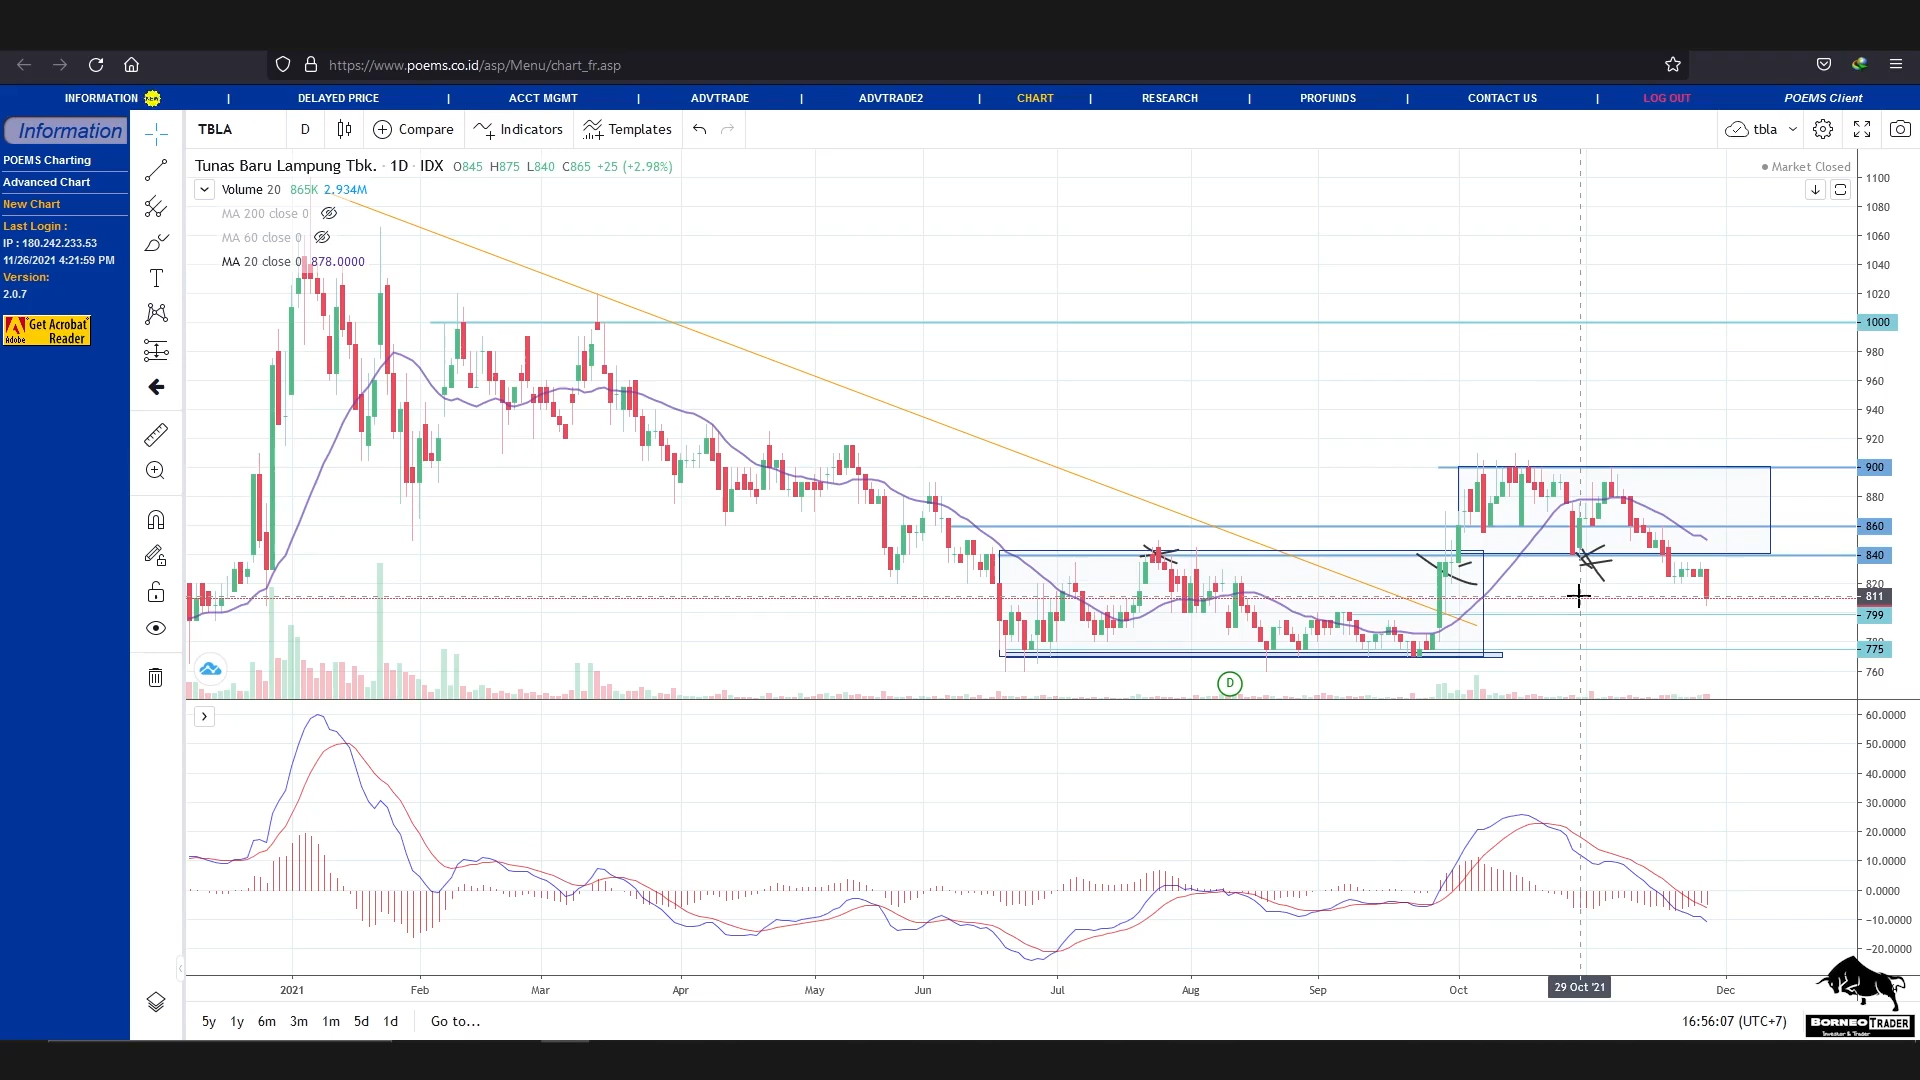 https://www.poems.co.id/asp/Menu/chart_fr.asp
INFORMATION NEW | DELAYED PRICE | ACCT MGMT | ADVTRADE | ADVTRADE2 | CHART | RESEARCH | PROFUNDS | CONTACT US | LOG OUT POEMS Client
Information
POEMS Charting
Advanced Chart
New Chart
Last Login :
IP : 180.242.233.53
11/26/2021 4:21:59 PM
Version:
2.0.7
Get Acrobat
Adobe Reader
TBLA D Compare Indicators Templates tbla
Tunas Baru Lampung Tbk. · 1D · IDX O845 H875 L840 C865 +25 (+2.98%)
Market Closed
Volume 20 865K 2,934M
MA 200 close 0
MA 60 close 0
MA 20 close 0 878.0000
1100
1080
1060
1040
1020
1000
980
960
940
920
900
880
860
840
820
811
799
780
775
760
D
60.0000
50.0000
40.0000
30.0000
20.0000
10.0000
0.0000
-10.0000
-20.0000
2021 Feb Mar Apr May Jun Jul Aug Sep Oct 29 Oct '21 Dec
5y 1y 6m 3m 1m 5d 1d Go to... 16:56:07 (UTC+7)
BORNEO TRADER
Investor & Trader